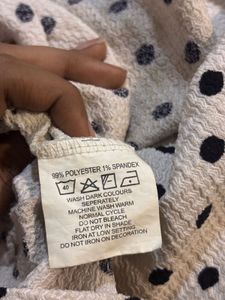 99% POLYESTER 1% SPANDEX
40
WASH DARK COLOURS
SEPERATELY
MACHINE WASH WARM
NORMAL CYCLE
DO NOT BLEACH
FLAT DRY IN SHADE
IRON AT LOW SETTING
DO NOT IRON ON DECORATION